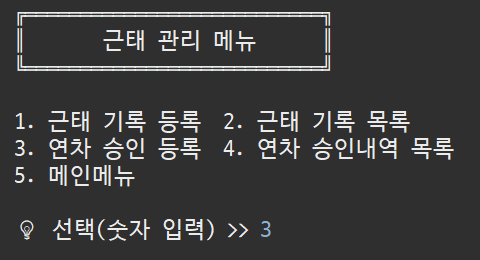 근태 관리 메뉴
1. 근태 기록 등록  2. 근태 기록 목록
3. 연차 승인 등록  4. 연차 승인내역 목록
5. 메인메뉴
💡 선택(숫자 입력) >> 3